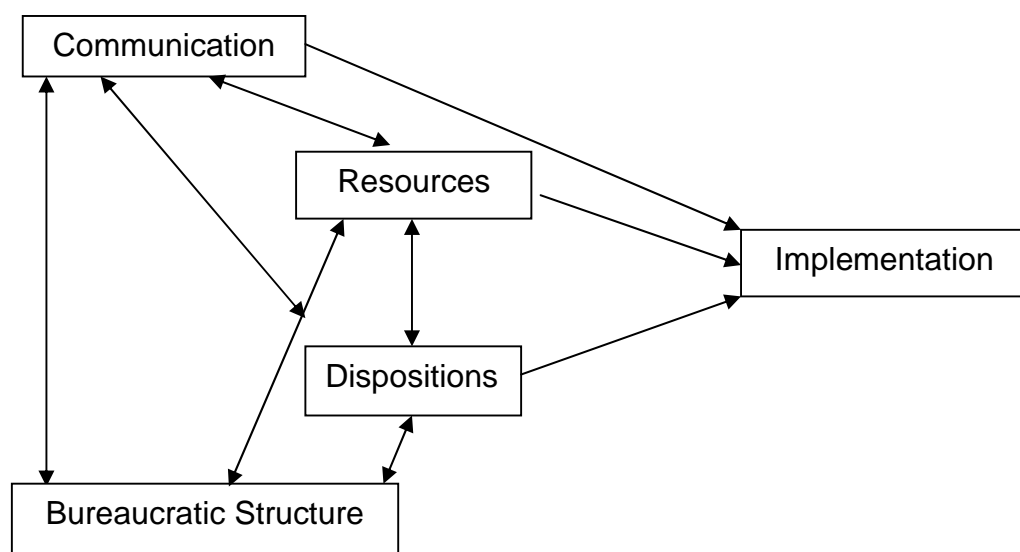 Communication
Resources
Implementation
Dispositions
Bureaucratic Structure